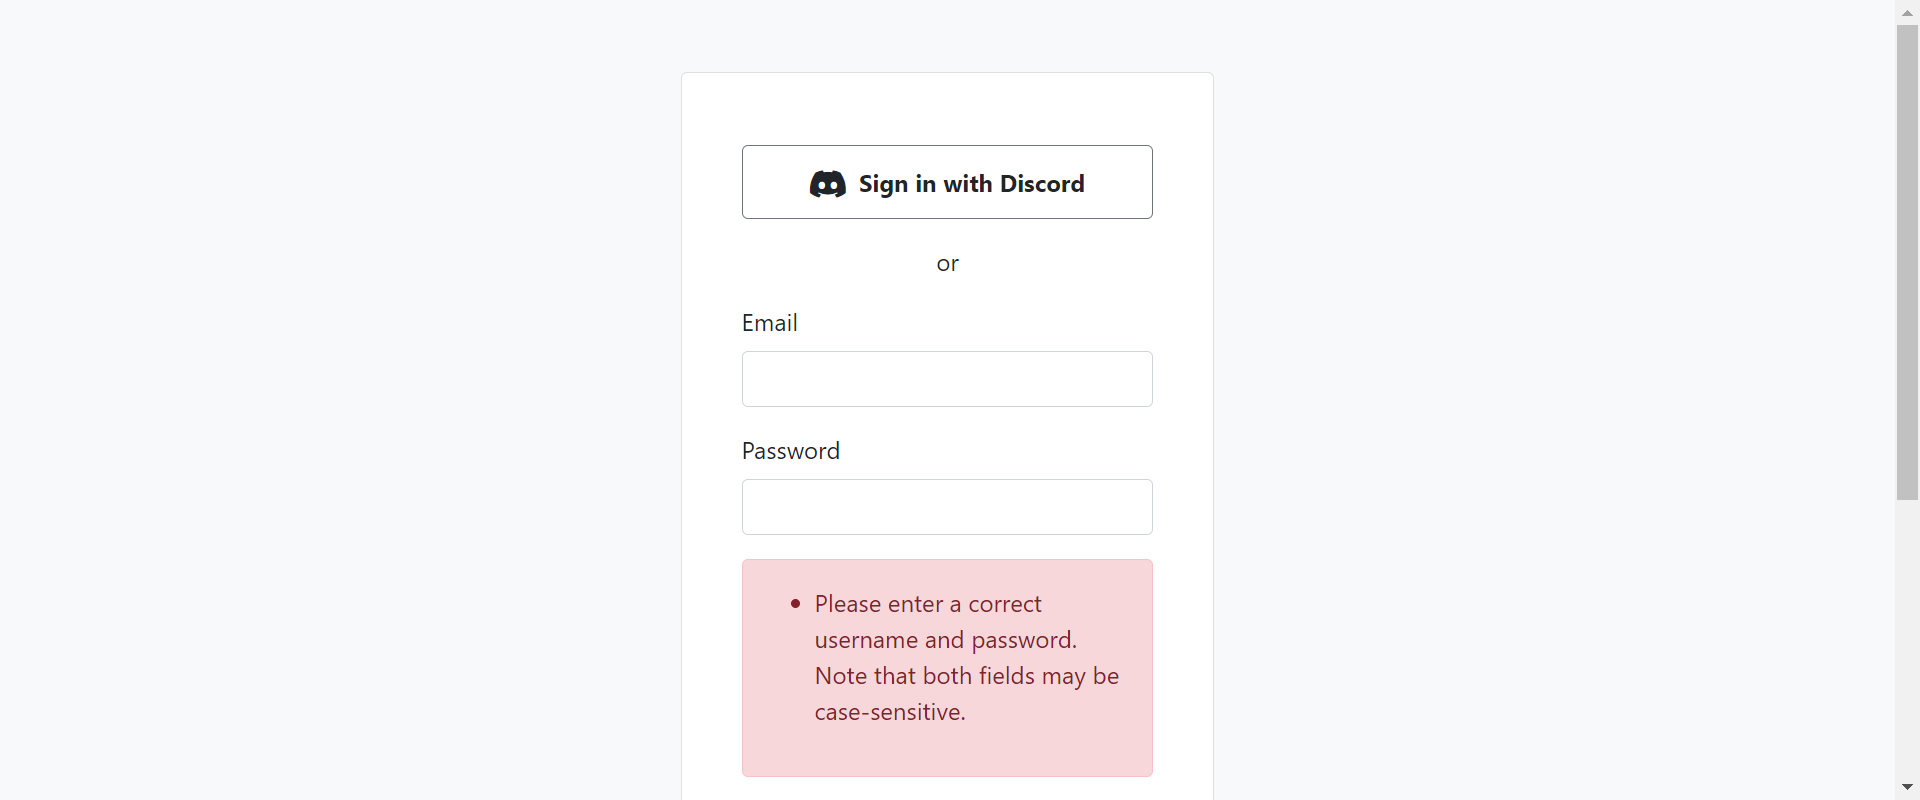 Sign in with Discord
or
Email
Password
Please enter a correct
username and password.
Note that both fields may be
case-sensitive.